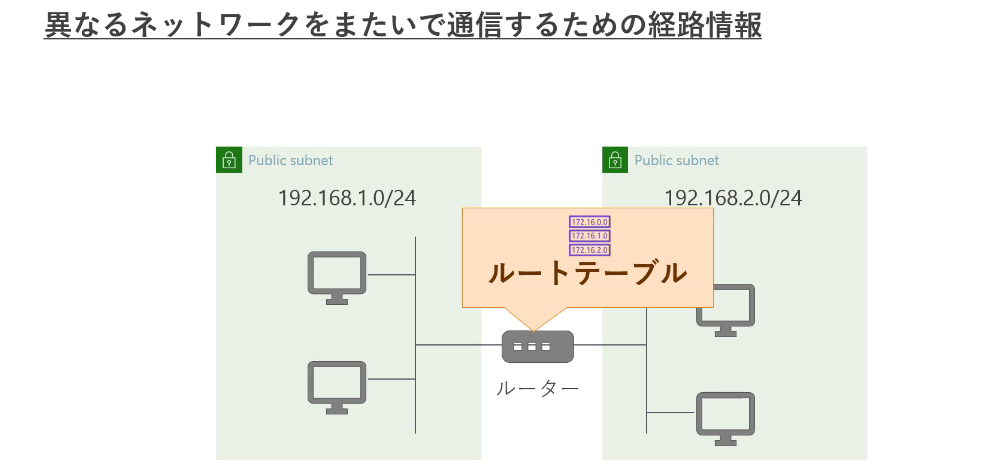 異なるネットワークをまたいで通信するための経路情報
Public subnet
192.168.1.0/24
Public subnet
192.168.2.0/24
172.16.0.0
172.16.1.0
172.16.2.0
ルートテーブル
ルーター